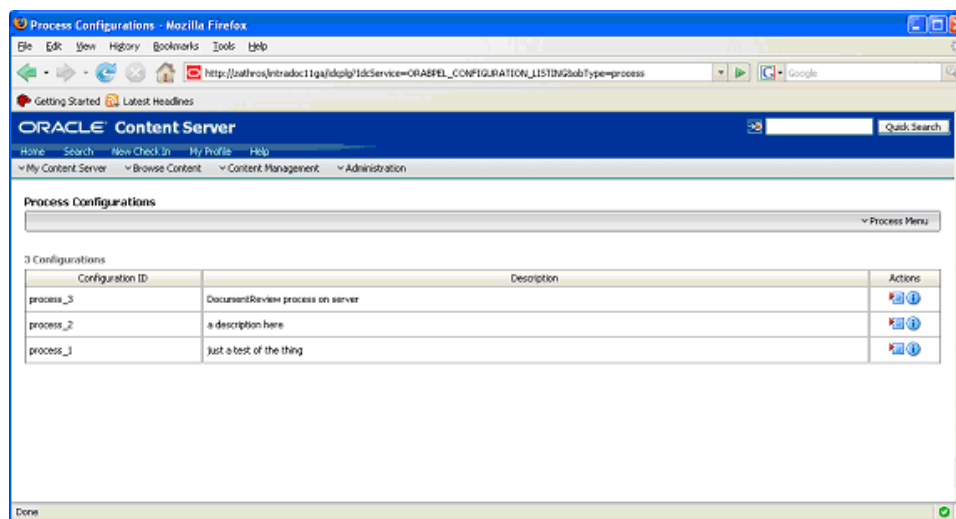 Process Configurations - Mozilla Firefox
File Edit View History Bookmarks Tools Help
http://zathros/intradoc11ga/idcplg?IdcService=ORABPEL_CONFIGURATION_LISTING&obType=process
Google
Getting Started Latest Headlines
ORACLE Content Server
Quick Search
Home Search New Check In My Profile Help
My Content Server Browse Content Content Management Administration
Process Configurations
Process Menu
3 Configurations
Configuration ID Description Actions
process_3 DocumentReview process on server
process_2 a description here
process_1 just a test of the thing
Done